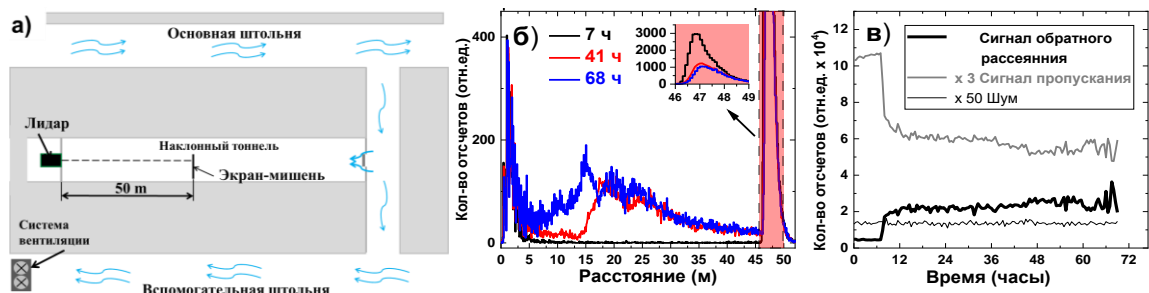 а)
Основная штольня
Лидар
Наклонный тоннель
Экран-мишень
50 m
Система
вентиляции
Вспомогательная штольня
б)
7 ч
41 ч
68 ч
3000
2000
1000
0
46 47 48 49
400
200
0
0 5 10 15 20 25 30 35 40 45 50
Кол-во отсчетов (отн.ед.)
Расстояние (м)
в)
Сигнал обратного
рассеянния
x 3 Сигнал пропускания
x 50 Шум
10
8
6
4
2
0
0 12 24 36 48 60 72
Кол-во отсчетов (отн.ед. x 10⁴)
Время (часы)